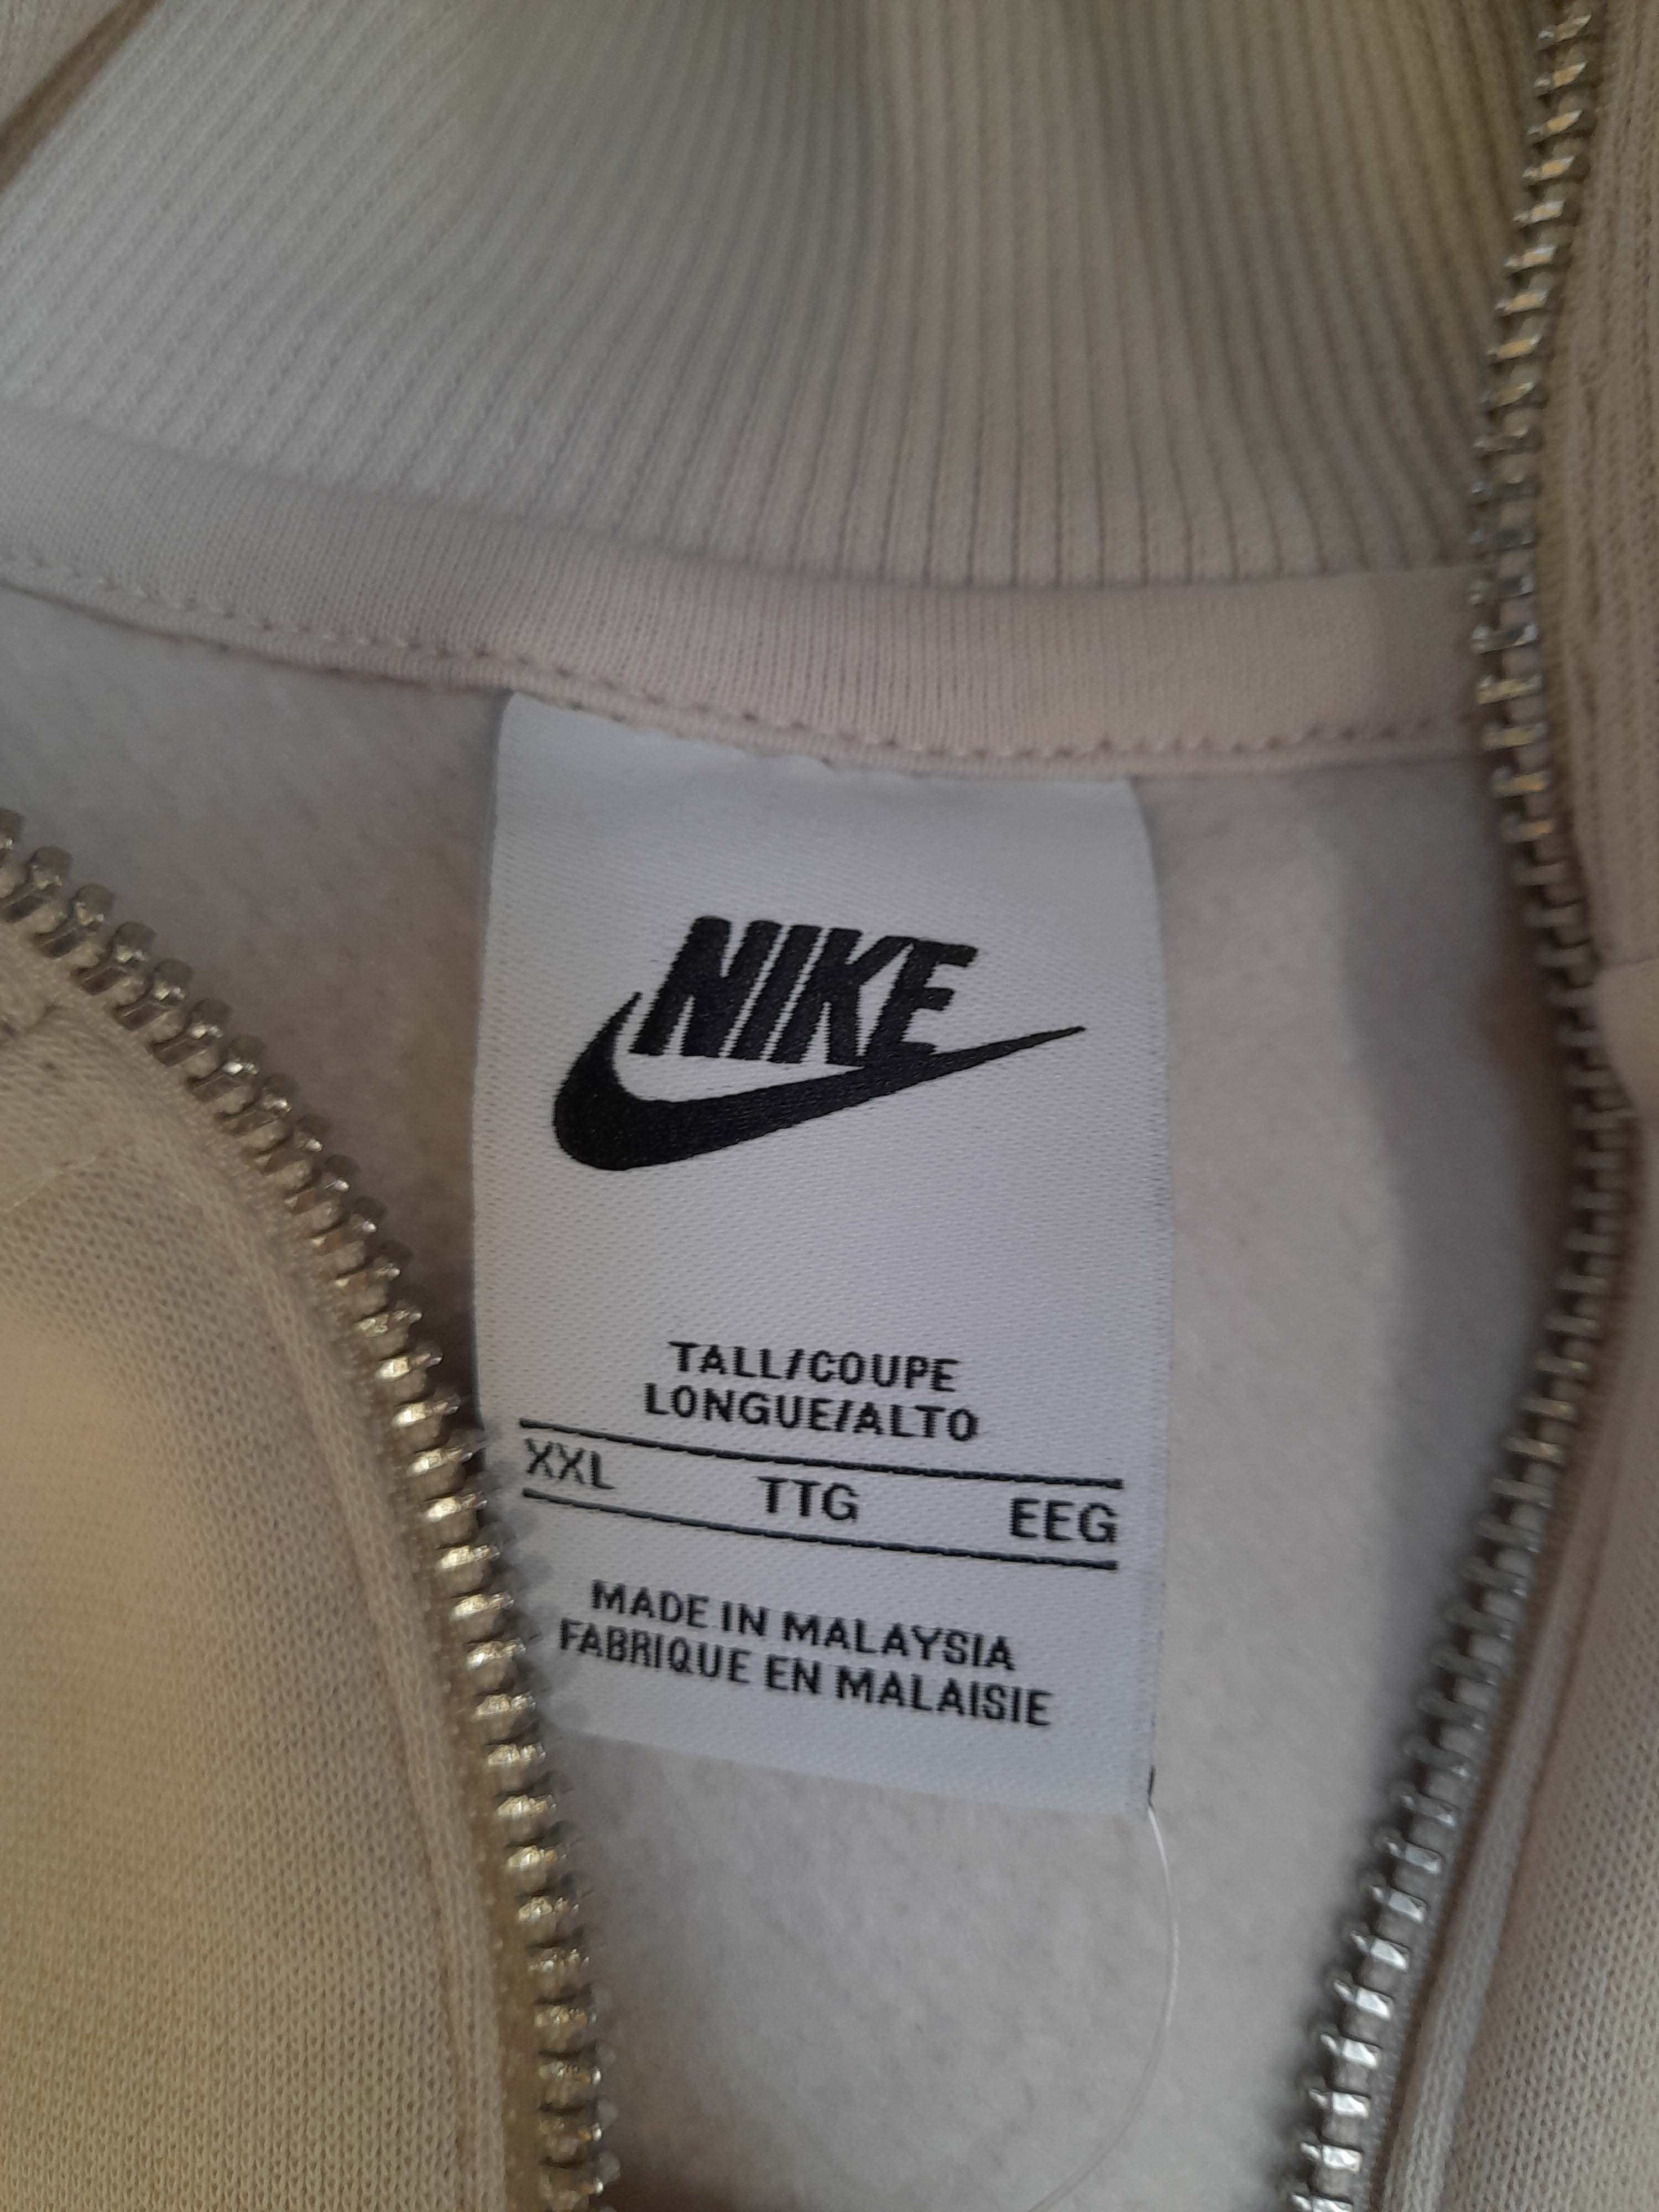 NIKE
TALL/COUPE
LONGUE/ALTO
XXL TTG EEG
MADE IN MALAYSIA
FABRIQUE EN MALAISIE